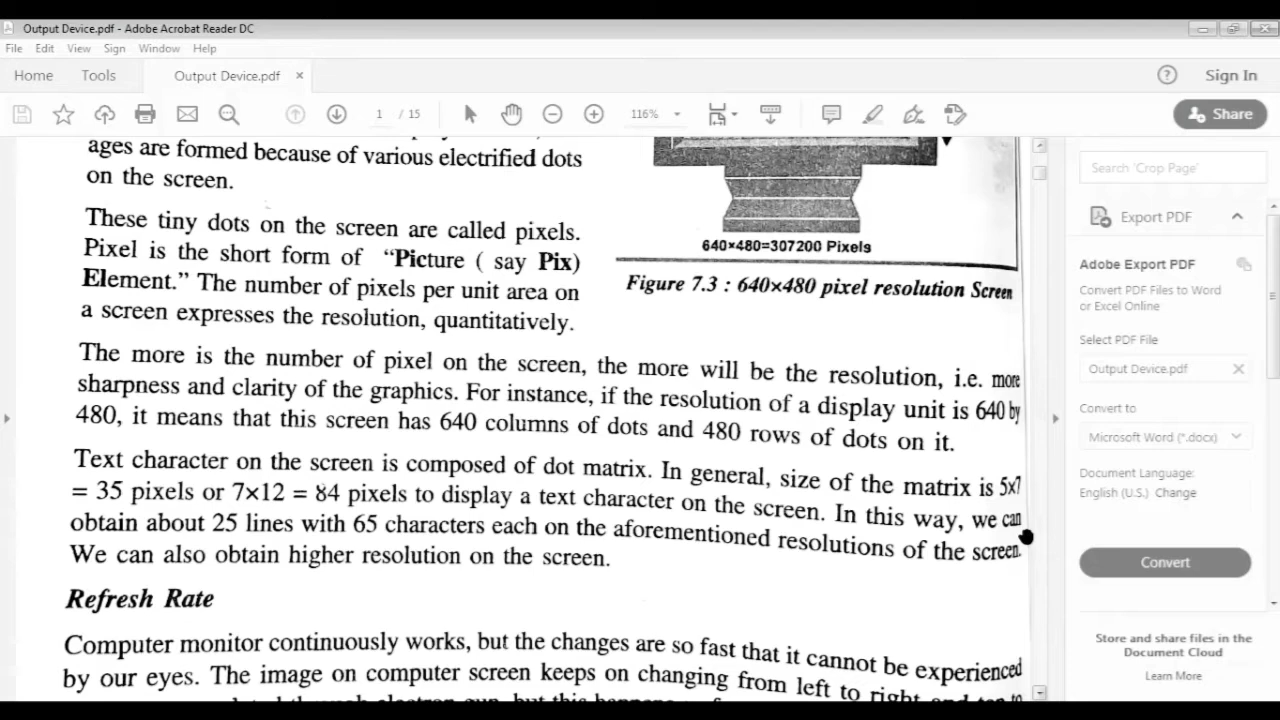 Output Device.pdf - Adobe Acrobat Reader DC
File Edit View Sign Window Help
Home Tools Output Device.pdf × Sign In
1 / 15 116% Share
ages are formed because of various electrified dots
on the screen.
These tiny dots on the screen are called pixels.
Pixel is the short form of “Picture ( say Pix)
Element.” The number of pixels per unit area on
a screen expresses the resolution, quantitatively.
640×480=307200 Pixels
Figure 7.3 : 640×480 pixel resolution Screen
The more is the number of pixel on the screen, the more will be the resolution, i.e. more
sharpness and clarity of the graphics. For instance, if the resolution of a display unit is 640 by
480, it means that this screen has 640 columns of dots and 480 rows of dots on it.
Text character on the screen is composed of dot matrix. In general, size of the matrix is 5x7
= 35 pixels or 7×12 = 84 pixels to display a text character on the screen. In this way, we can
obtain about 25 lines with 65 characters each on the aforementioned resolutions of the screen.
We can also obtain higher resolution on the screen.
Refresh Rate
Computer monitor continuously works, but the changes are so fast that it cannot be experienced
by our eyes. The image on computer screen keeps on changing from left to right and
Search 'Crop Page'
Export PDF
Adobe Export PDF
Convert PDF Files to Word
or Excel Online
Select PDF File
Output Device.pdf
Convert to
Microsoft Word (*.docx)
Document Language:
English (U.S.) Change
Convert
Store and share files in the
Document Cloud
Learn More